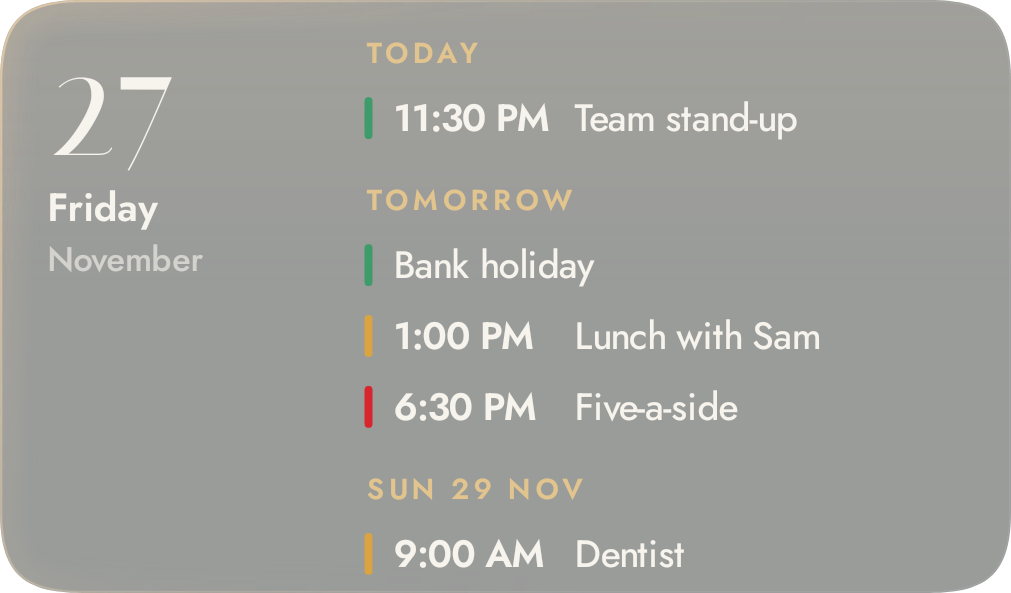 27
Friday
November
TODAY
11:30 PM Team stand-up
TOMORROW
Bank holiday
1:00 PM Lunch with Sam
6:30 PM Five-a-side
SUN 29 NOV
9:00 AM Dentist